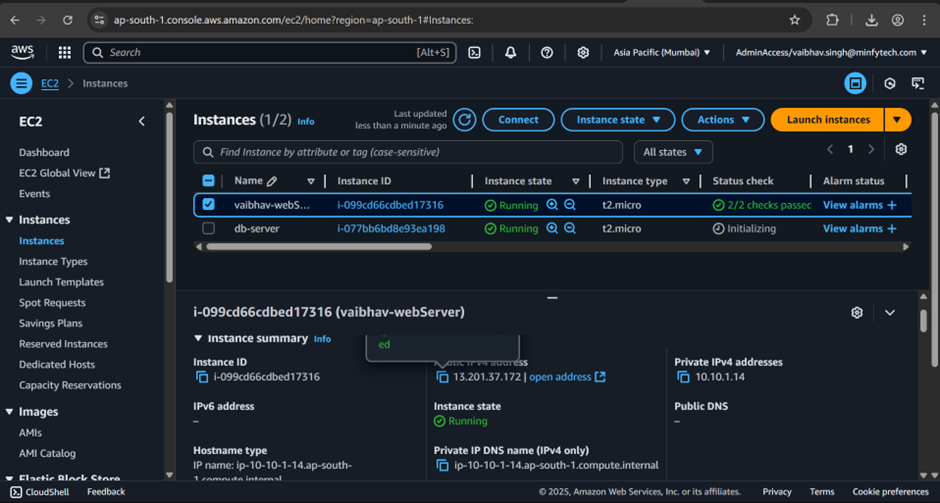 ap-south-1.console.aws.amazon.com/ec2/home?region=ap-south-1#Instances:
aws Search [Alt+S] Asia Pacific (Mumbai) ▼ AdminAccess/vaibhav.singh@minfytech.com ▼
EC2 > Instances
EC2
Dashboard
EC2 Global View
Events
Instances
Instances
Instance Types
Launch Templates
Spot Requests
Savings Plans
Reserved Instances
Dedicated Hosts
Capacity Reservations
Images
AMIs
AMI Catalog
Elastic Block Store
Instances (1/2) Info
Last updated
less than a minute ago
Connect Instance state ▼ Actions ▼ Launch instances ▼
Find Instance by attribute or tag (case-sensitive) All states ▼ 1
Name Instance ID Instance state Instance type Status check Alarm status
vaibhav-webS... i-099cd66cdbed17316 Running t2.micro 2/2 checks passec View alarms +
db-server i-077bb6bd8e93ea198 Running t2.micro Initializing View alarms +
i-099cd66cdbed17316 (vaibhav-webServer)
Instance summary Info
ed
Instance ID
i-099cd66cdbed17316
Public IPv4 address
13.201.37.172 | open address
Private IPv4 addresses
10.10.1.14
IPv6 address
–
Instance state
Running
Public DNS
–
Hostname type
IP name: ip-10-10-1-14.ap-south-
1.compute.internal
Private IP DNS name (IPv4 only)
ip-10-10-1-14.ap-south-1.compute.internal
CloudShell Feedback © 2025, Amazon Web Services, Inc. or its affiliates. Privacy Terms Cookie preferences